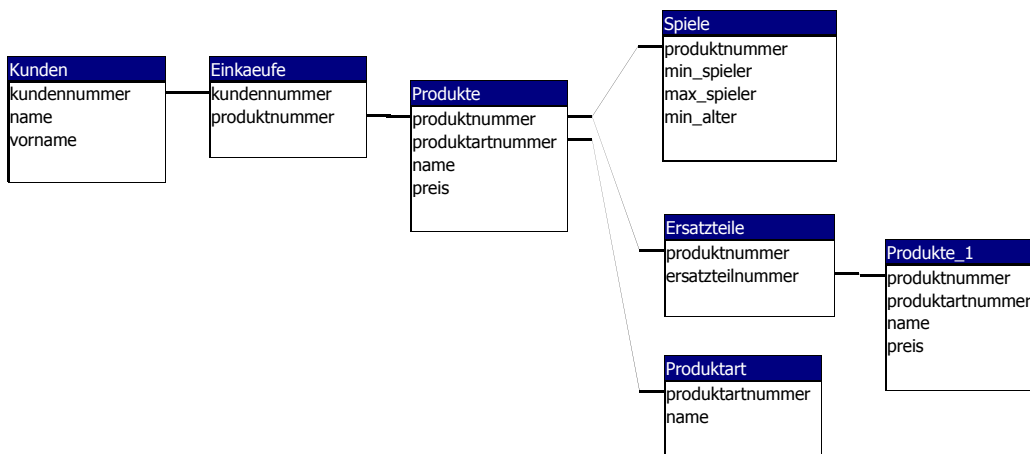 Kunden
kundennummer
name
vorname
Einkaeufe
kundennummer
produktnummer
Produkte
produktnummer
produktartnummer
name
preis
Spiele
produktnummer
min_spieler
max_spieler
min_alter
Ersatzteile
produktnummer
ersatzteilnummer
Produkte_1
produktnummer
produktartnummer
name
preis
Produktart
produktartnummer
name